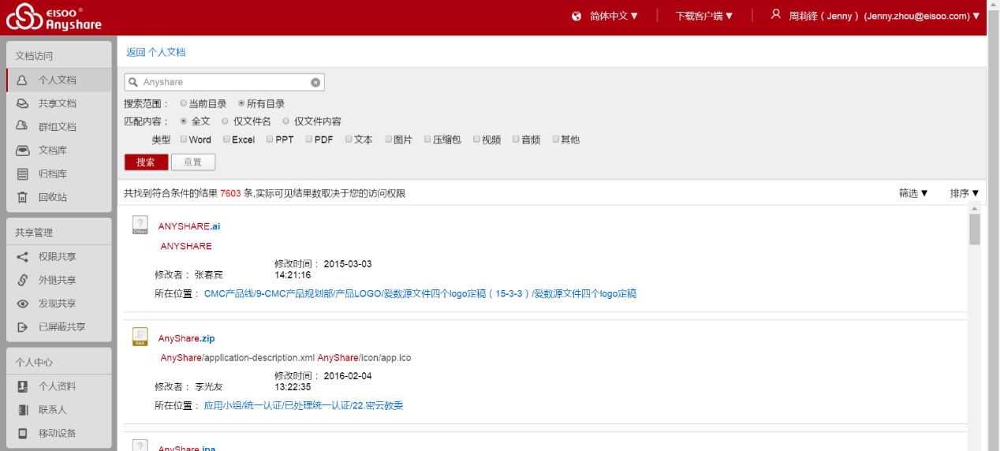 EISOO®
Anyshare
简体中文▼
下载客户端▼
周莉锋（Jenny）(Jenny.zhou@eisoo.com)▼
文档访问
个人文档
共享文档
群组文档
文档库
归档库
回收站
共享管理
权限共享
外链共享
发现共享
已屏蔽共享
个人中心
个人资料
联系人
移动设备
返回 个人文档
Anyshare
搜索范围： 当前目录 所有目录
匹配内容： 全文 仅文件名 仅文件内容
类型 Word Excel PPT PDF 文本 图片 压缩包 视频 音频 其他
搜索 重置
共找到符合条件的结果 7603 条,实际可见结果数取决于您的访问权限 筛选▼ 排序▼
Other
ANYSHARE.ai
ANYSHARE
修改时间： 2015-03-03
修改者： 张春宾 14:21:16
所在位置： CMC产品线/9-CMC产品规划部/产品LOGO/爱数源文件四个logo定稿（15-3-3）/爱数源文件四个logo定稿
RAR
AnyShare.zip
AnyShare/application-description.xml AnyShare/icon/app.ico
修改时间： 2016-02-04
修改者： 李光友 13:22:35
所在位置： 应用小组/统一认证/已处理统一认证/22.密云教委
AnyShare.ipa